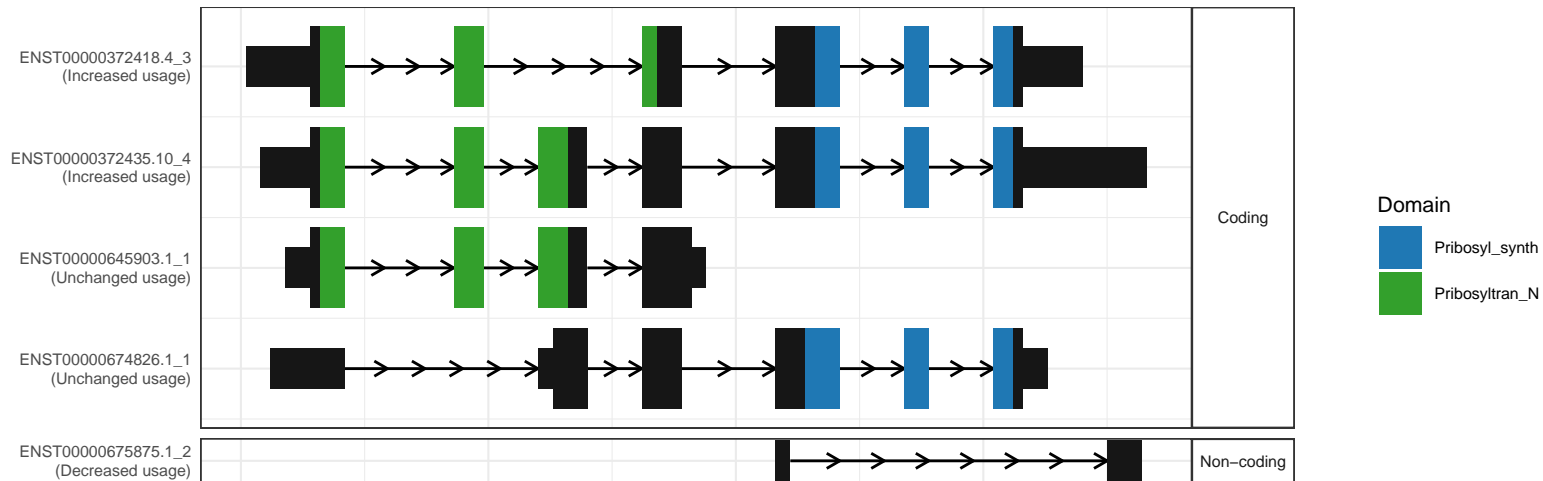 ENST00000372418.4_3
(Increased usage)
ENST00000372435.10_4
(Increased usage)
ENST00000645903.1_1
(Unchanged usage)
ENST00000674826.1_1
(Unchanged usage)
Coding
ENST00000675875.1_2
(Decreased usage)
Non−coding
Domain
Pribosyl_synth
Pribosyltran_N